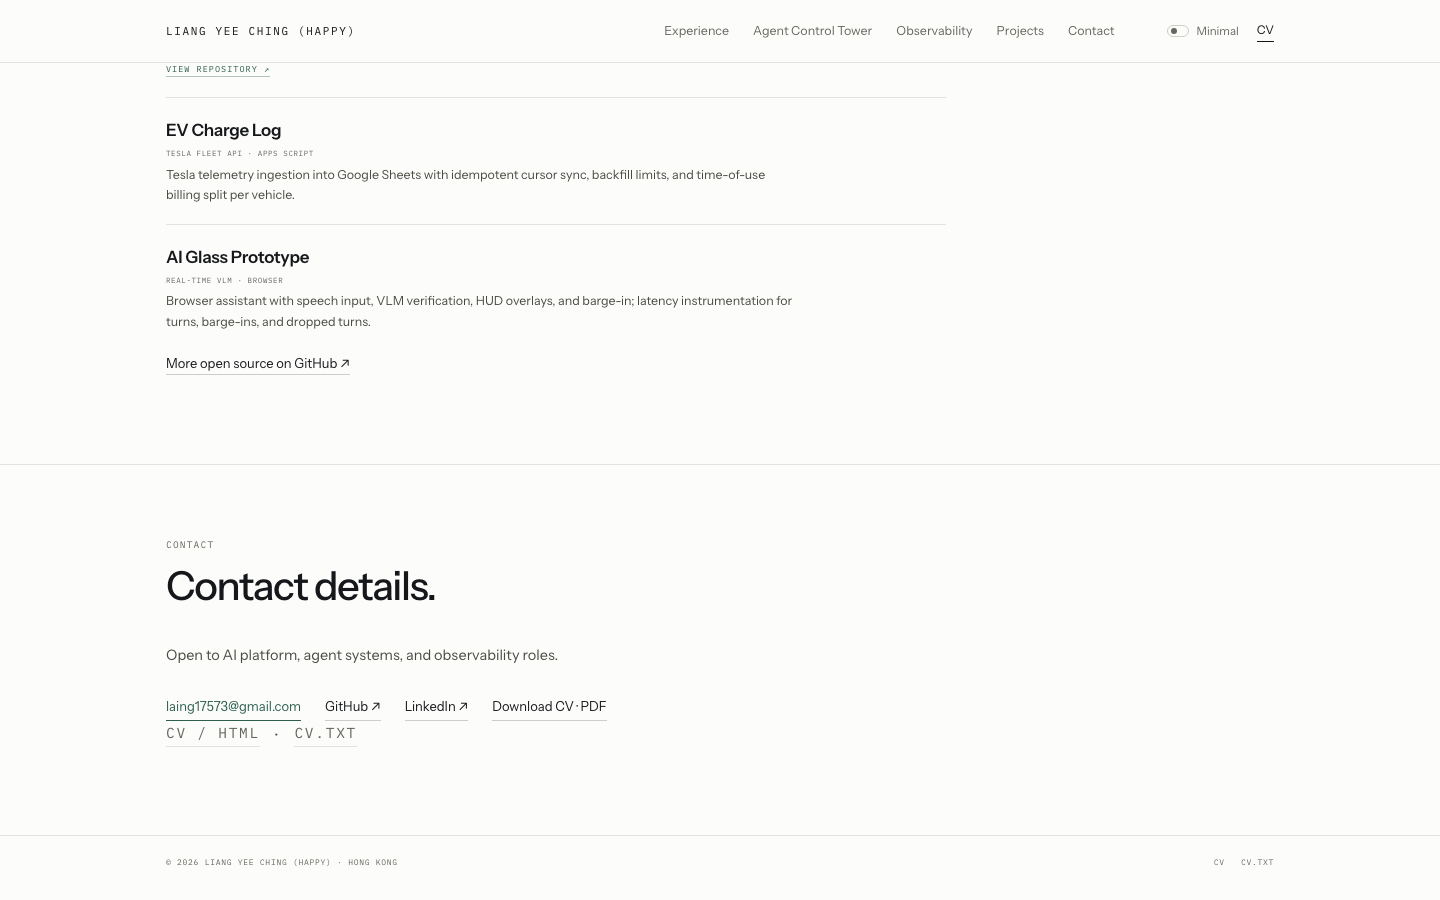 LIANG YEE CHING (HAPPY)
Experience
Agent Control Tower
Observability
Projects
Contact
Minimal
CV
VIEW REPOSITORY ↗
EV Charge Log
TESLA FLEET API · APPS SCRIPT
Tesla telemetry ingestion into Google Sheets with idempotent cursor sync, backfill limits, and time-of-use
billing split per vehicle.
AI Glass Prototype
REAL-TIME VLM · BROWSER
Browser assistant with speech input, VLM verification, HUD overlays, and barge-in; latency instrumentation for
turns, barge-ins, and dropped turns.
More open source on GitHub ↗
CONTACT
Contact details.
Open to AI platform, agent systems, and observability roles.
laing17573@gmail.com
GitHub ↗
LinkedIn ↗
Download CV · PDF
CV / HTML · CV.TXT
© 2026 LIANG YEE CHING (HAPPY) · HONG KONG
CV
CV.TXT